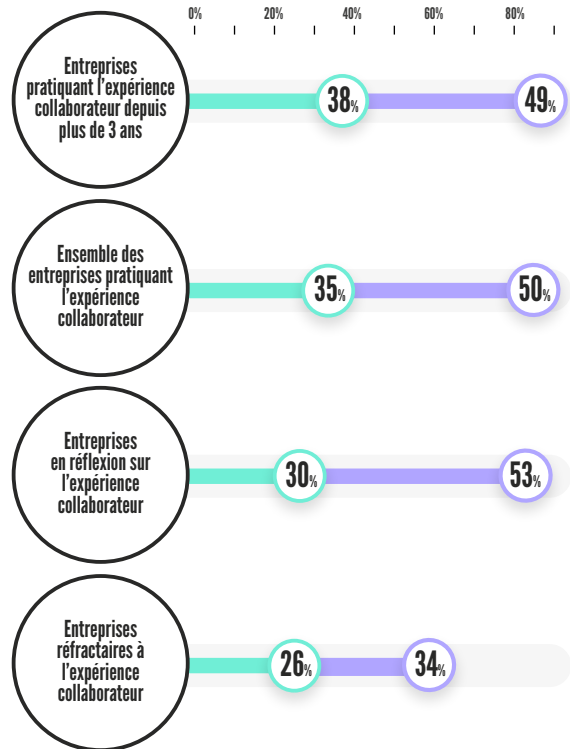 0% 20% 40% 60% 80%
Entreprises
pratiquant l'expérience
collaborateur depuis
plus de 3 ans
38% 49%
Ensemble des
entreprises pratiquant
l'expérience
collaborateur
35% 50%
Entreprises
en réflexion sur
l'expérience
collaborateur
30% 53%
Entreprises
réfractaires à
l'expérience
collaborateur
26% 34%